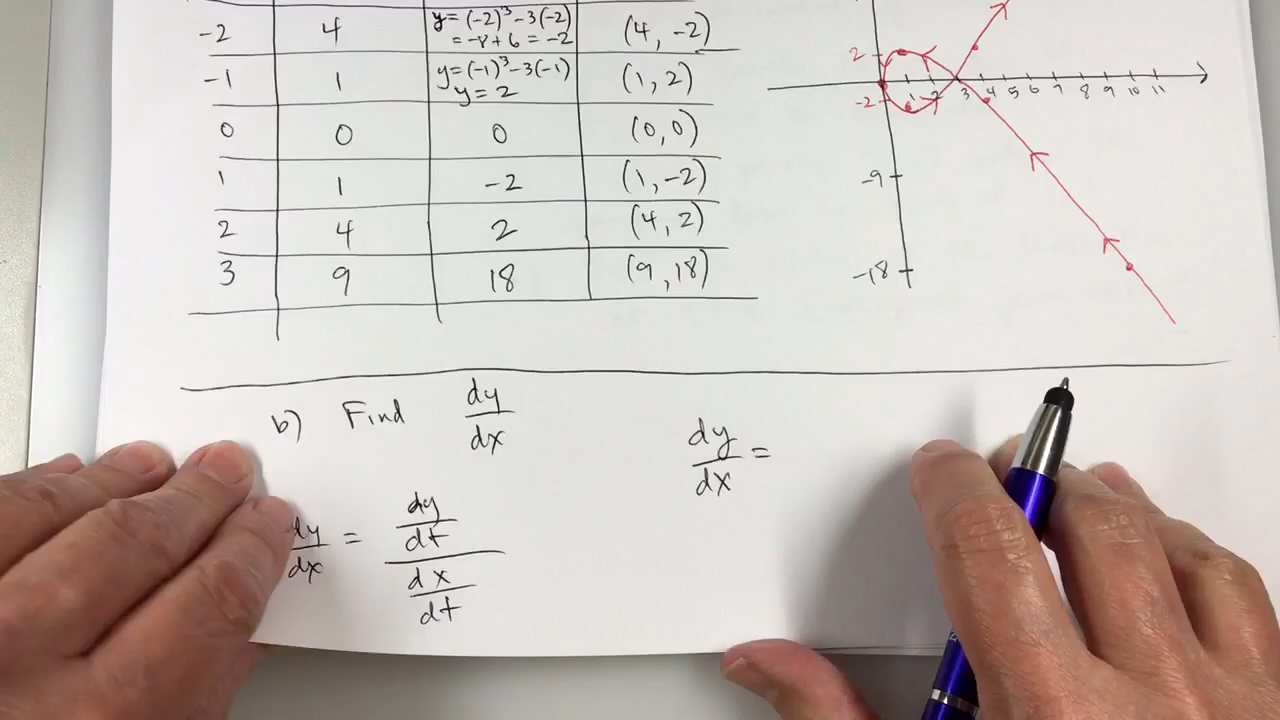 -2 4 y = (-2)³ - 3(-2) = -8 + 6 = -2 (4, -2)
-1 1 y = (-1)³ - 3(-1) y = 2 (1, 2)
0 0 0 (0, 0)
1 1 -2 (1, -2)
2 4 2 (4, 2)
3 9 18 (9, 18)
2
-2 1 2 3 4 5 6 7 8 9 10 11
-9
-18
b) Find dy/dx
dy/dx = (dy/dt)/(dx/dt)
dy/dx =